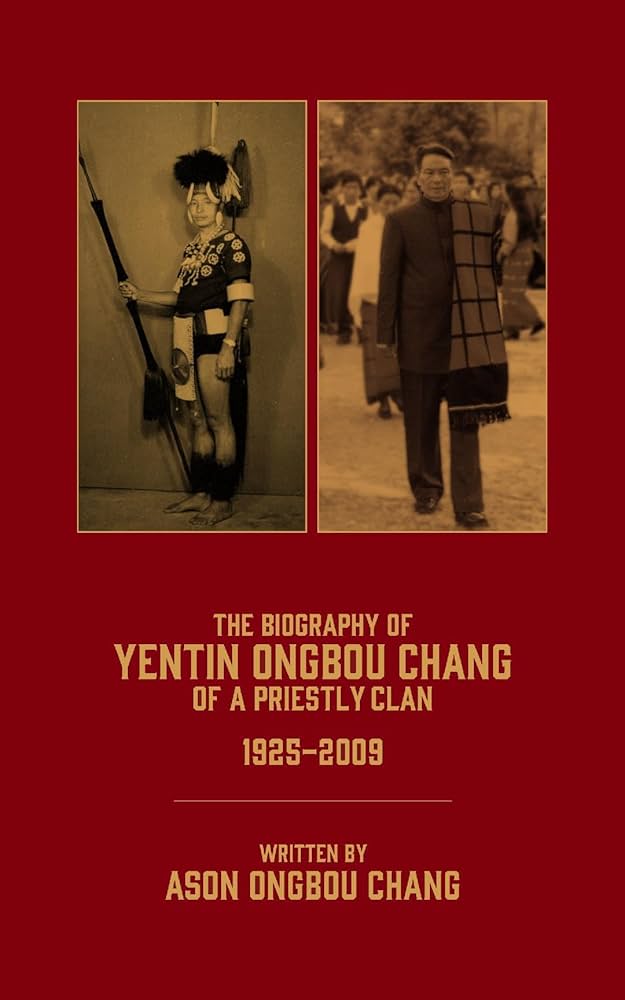 THE BIOGRAPHY OF
YENTIN ONGBOU CHANG
OF A PRIESTLY CLAN
1925–2009
WRITTEN BY
ASON ONGBOU CHANG